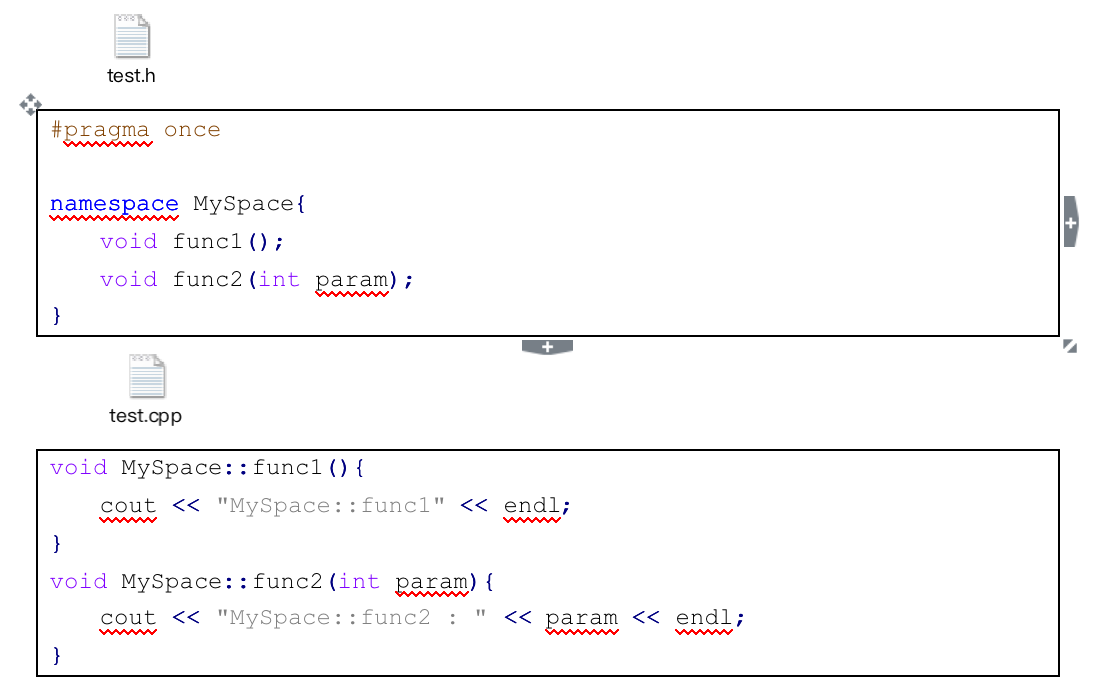 test.h
#pragma once
namespace MySpace{
void func1();
void func2(int param);
}
test.cpp
void MySpace::func1(){
cout << "MySpace::func1" << endl;
}
void MySpace::func2(int param){
cout << "MySpace::func2 : " << param << endl;
}